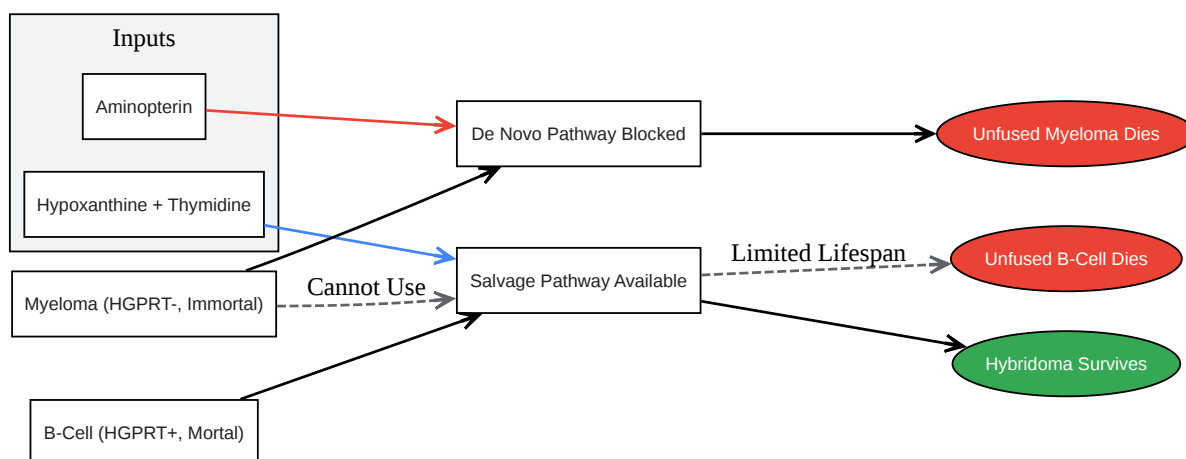 Inputs
Aminopterin
Hypoxanthine + Thymidine
Myeloma (HGPRT-, Immortal)
B-Cell (HGPRT+, Mortal)
Cannot Use
De Novo Pathway Blocked
Salvage Pathway Available
Limited Lifespan
Unfused Myeloma Dies
Unfused B-Cell Dies
Hybridoma Survives